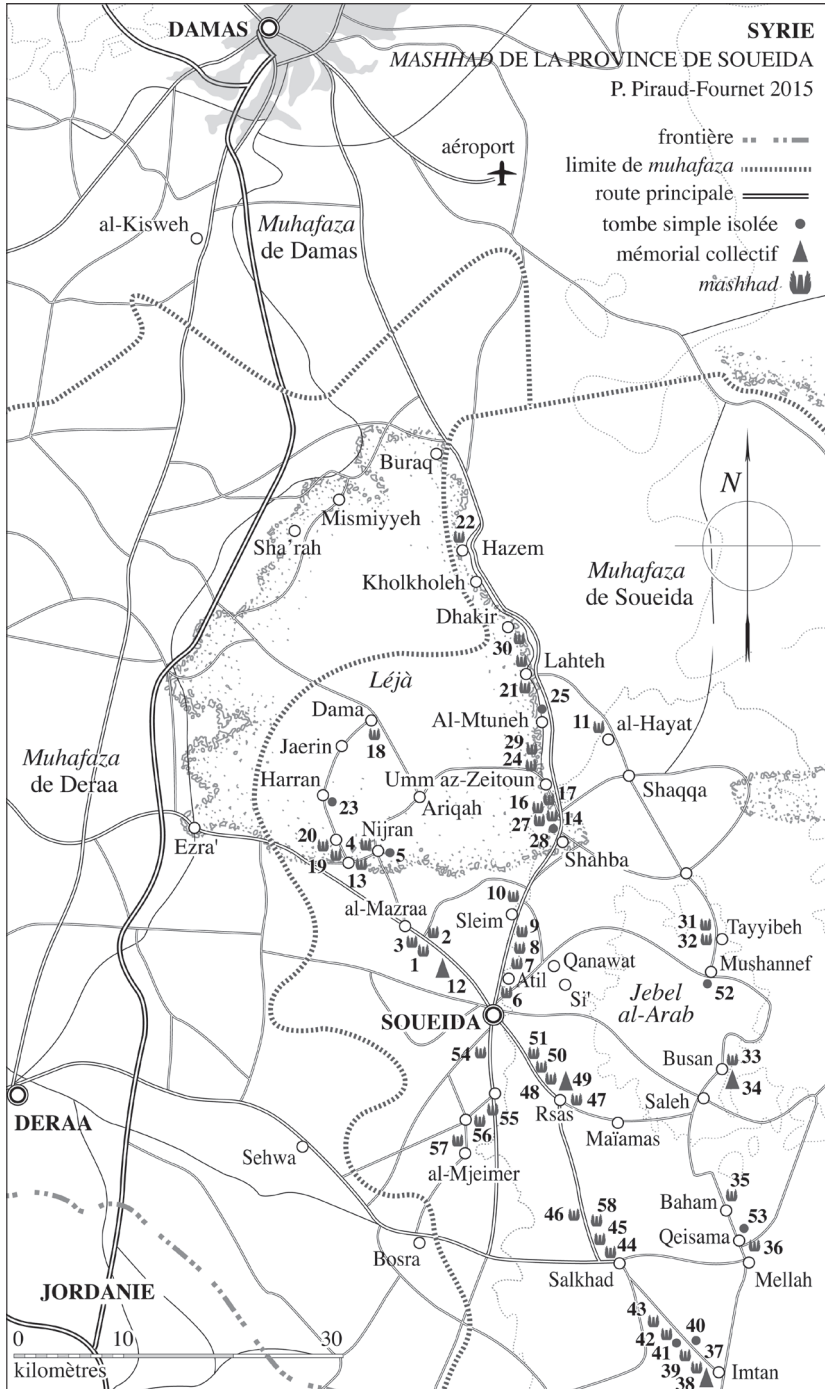 DAMAS
SYRIE
MASHHAD DE LA PROVINCE DE SOUEIDA
P. Piraud-Fournet 2015
frontière
limite de muhafaza
route principale
tombe simple isolée
mémorial collectif
mashhad
aéroport
al-Kisweh
Muhafaza
de Damas
Buraq
Mismiyyeh
Sha'rah
22
Hazem
Kholkholeh
Dhakir
30
N
Muhafaza
de Soueida
Lahteh
21
25
Léjà
Dama
18
Al-Mtuneh
11
al-Hayat
Jaerin
29
24
Muhafaza
de Deraa
Harran
23
Ariqah
Umm az-Zeitoun
17
16
14
27
28
Shaqqa
Ezra'
20
4
Nijran
5
19
13
Shahba
al-Mazraa
10
Sleim
9
2
3
1
8
7
12
Atil
6
Qanawat
Si'
31
32
Tayyibeh
Mushannef
52
Jebel
al-Arab
SOUEIDA
54
51
50
49
48
47
Rsas
Busan
33
34
Saleh
Maïamas
DERAA
55
56
57
Sehwa
al-Mjeimer
35
Baham
53
Qeisama
36
46
58
45
44
Bosra
Salkhad
Mellah
JORDANIE
43
40
42
37
41
39
38
Imtan
0 10 30
kilomètres